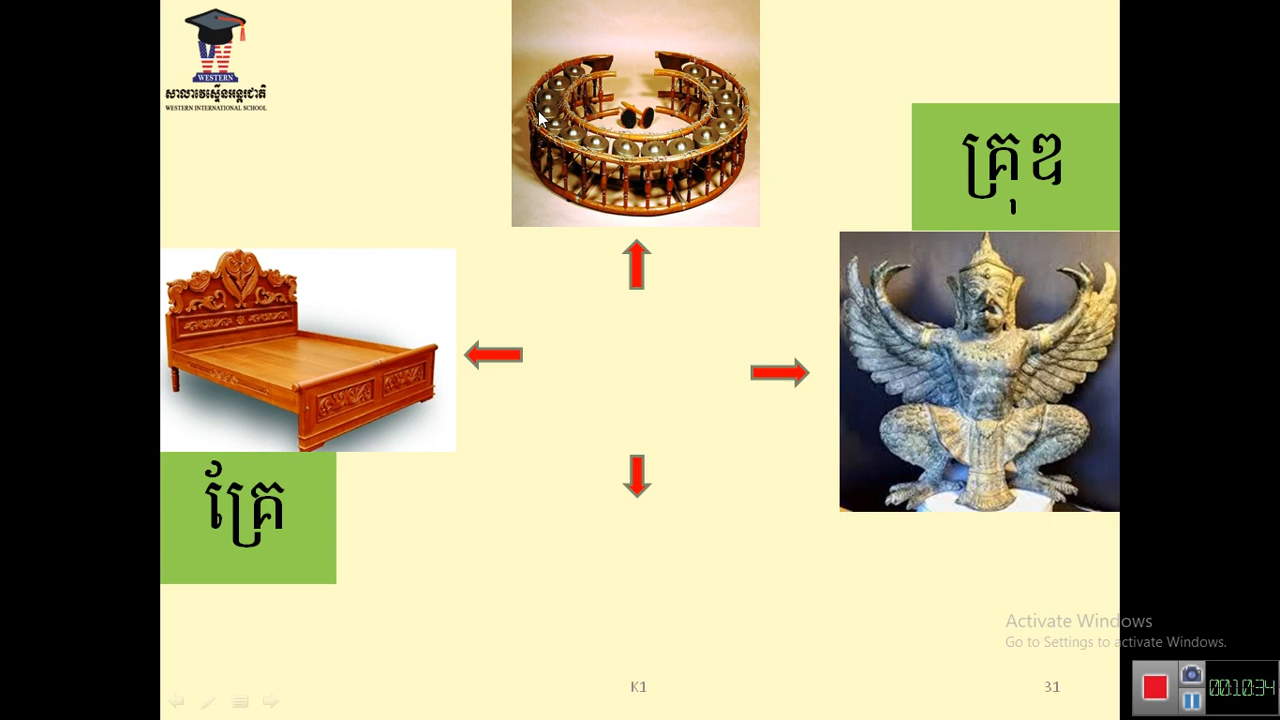 WESTERN
សាលាវេស្ទើនអន្តរជាតិ
WESTERN INTERNATIONAL SCHOOL
គ្រុឌ
គ្រែ
Activate Windows
Go to Settings to activate Windows.
K1
31
00:10:34